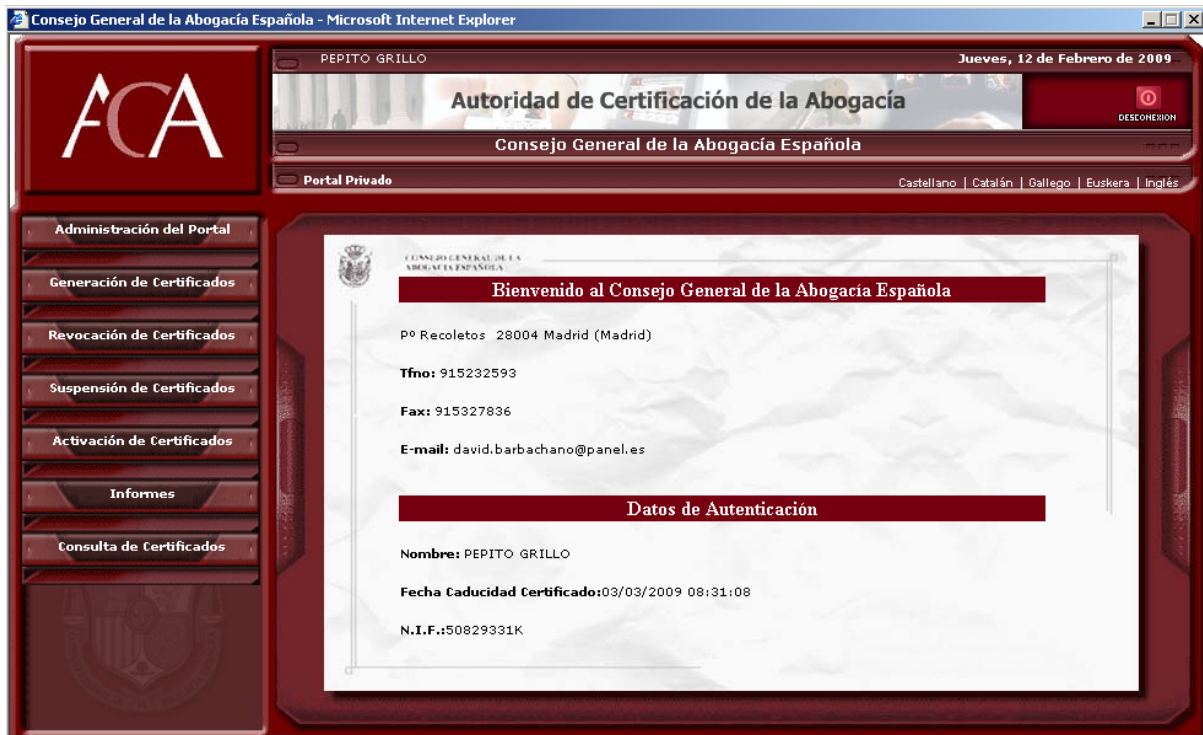 Consejo General de la Abogacía Española - Microsoft Internet Explorer
ACA
PEPITO GRILLO
Jueves, 12 de Febrero de 2009
Autoridad de Certificación de la Abogacía
DESCONEXION
Consejo General de la Abogacía Española
Portal Privado
Castellano | Catalán | Gallego | Euskera | Inglés
Administración del Portal
Generación de Certificados
Revocación de Certificados
Suspensión de Certificados
Activación de Certificados
Informes
Consulta de Certificados
CONSEJO GENERAL DE LA
ABOGACIA ESPAÑOLA
Bienvenido al Consejo General de la Abogacía Española
Pº Recoletos 28004 Madrid (Madrid)
Tfno: 915232593
Fax: 915327836
E-mail: david.barbachano@panel.es
Datos de Autenticación
Nombre: PEPITO GRILLO
Fecha Caducidad Certificado:03/03/2009 08:31:08
N.I.F.:50829331K